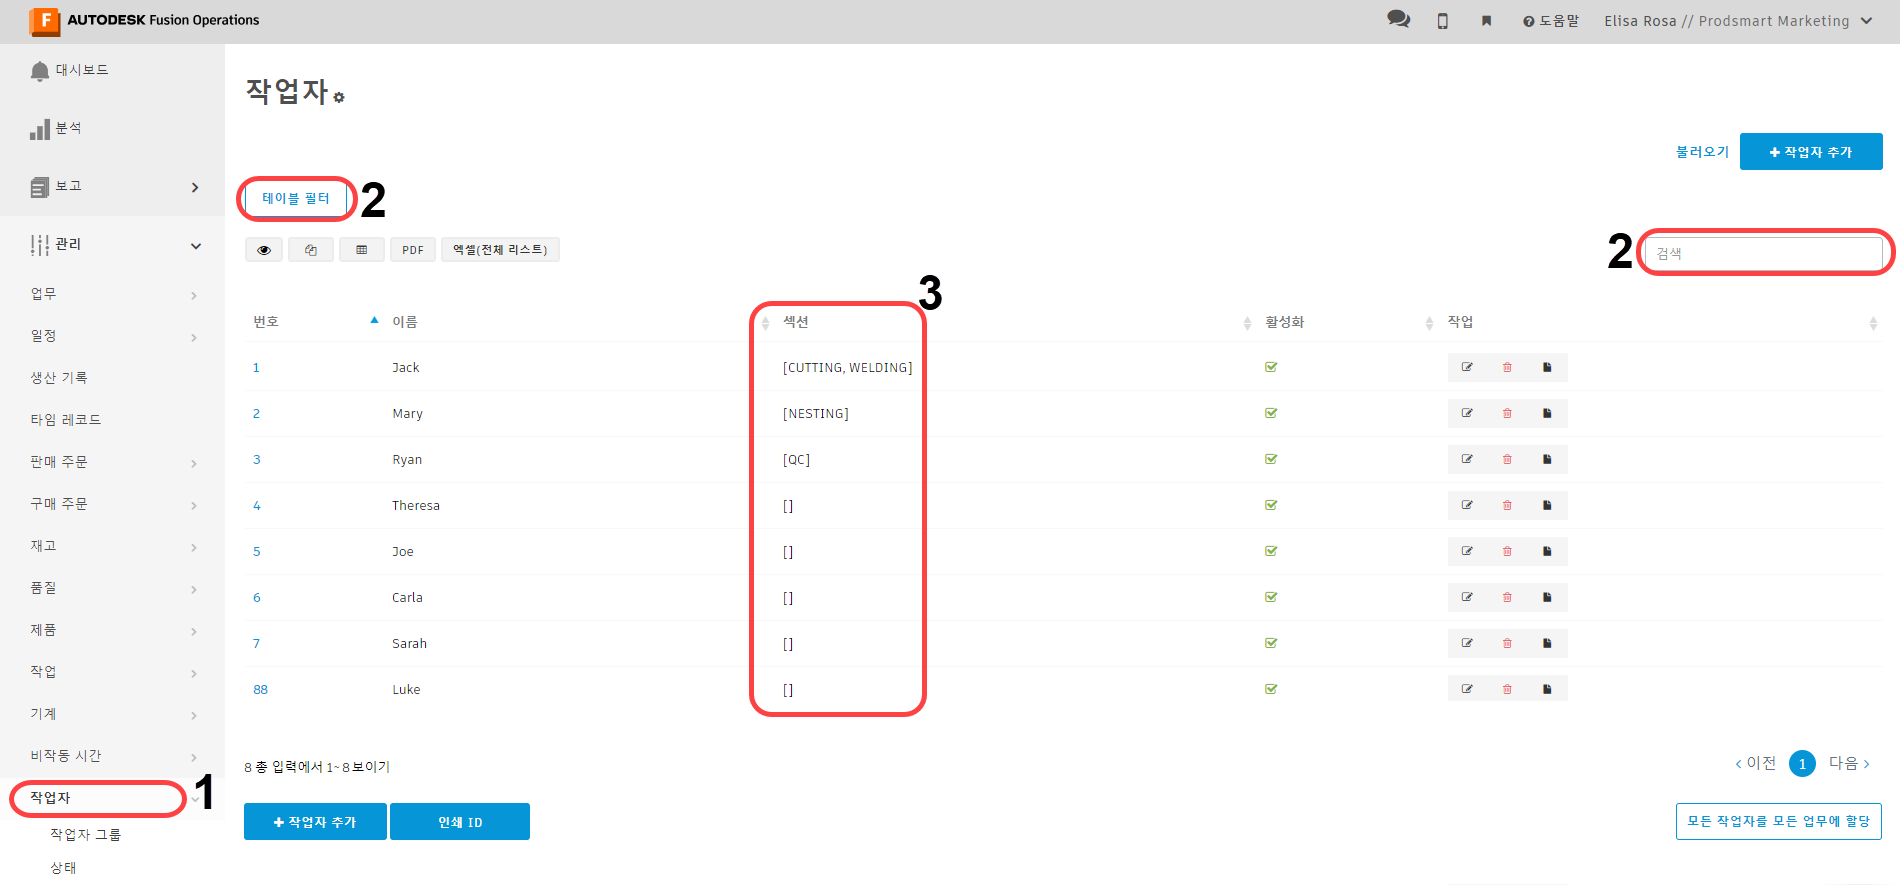 F AUTODESK Fusion Operations
도움말 Elisa Rosa // Prodsmart Marketing
대시보드
분석
보고
관리
업무
일정
생산 기록
타임 레코드
판매 주문
구매 주문
재고
품질
제품
작업
기계
비작동 시간
작업자 1
작업자 그룹
상태
작업자
불러오기 작업자 추가
테이블 필터 2
PDF 엑셀(전체 리스트)
2 검색
3
번호 이름 섹션 활성화 작업
1 Jack [CUTTING, WELDING]
2 Mary [NESTING]
3 Ryan [QC]
4 Theresa []
5 Joe []
6 Carla []
7 Sarah []
88 Luke []
8 총 입력에서 1~ 8 보이기
이전 1 다음
작업자 추가 인쇄 ID 모든 작업자를 모든 업무에 할당